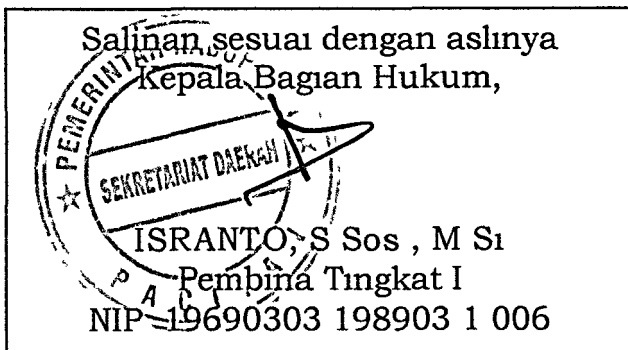 Salinan sesuai dengan aslinya
Kepala Bagian Hukum,
PEMERINTAH
SEKRETARIAT DAERAH
ISRANTO, S Sos , M Si
Pembina Tingkat I
NIP 19690303 198903 1 006